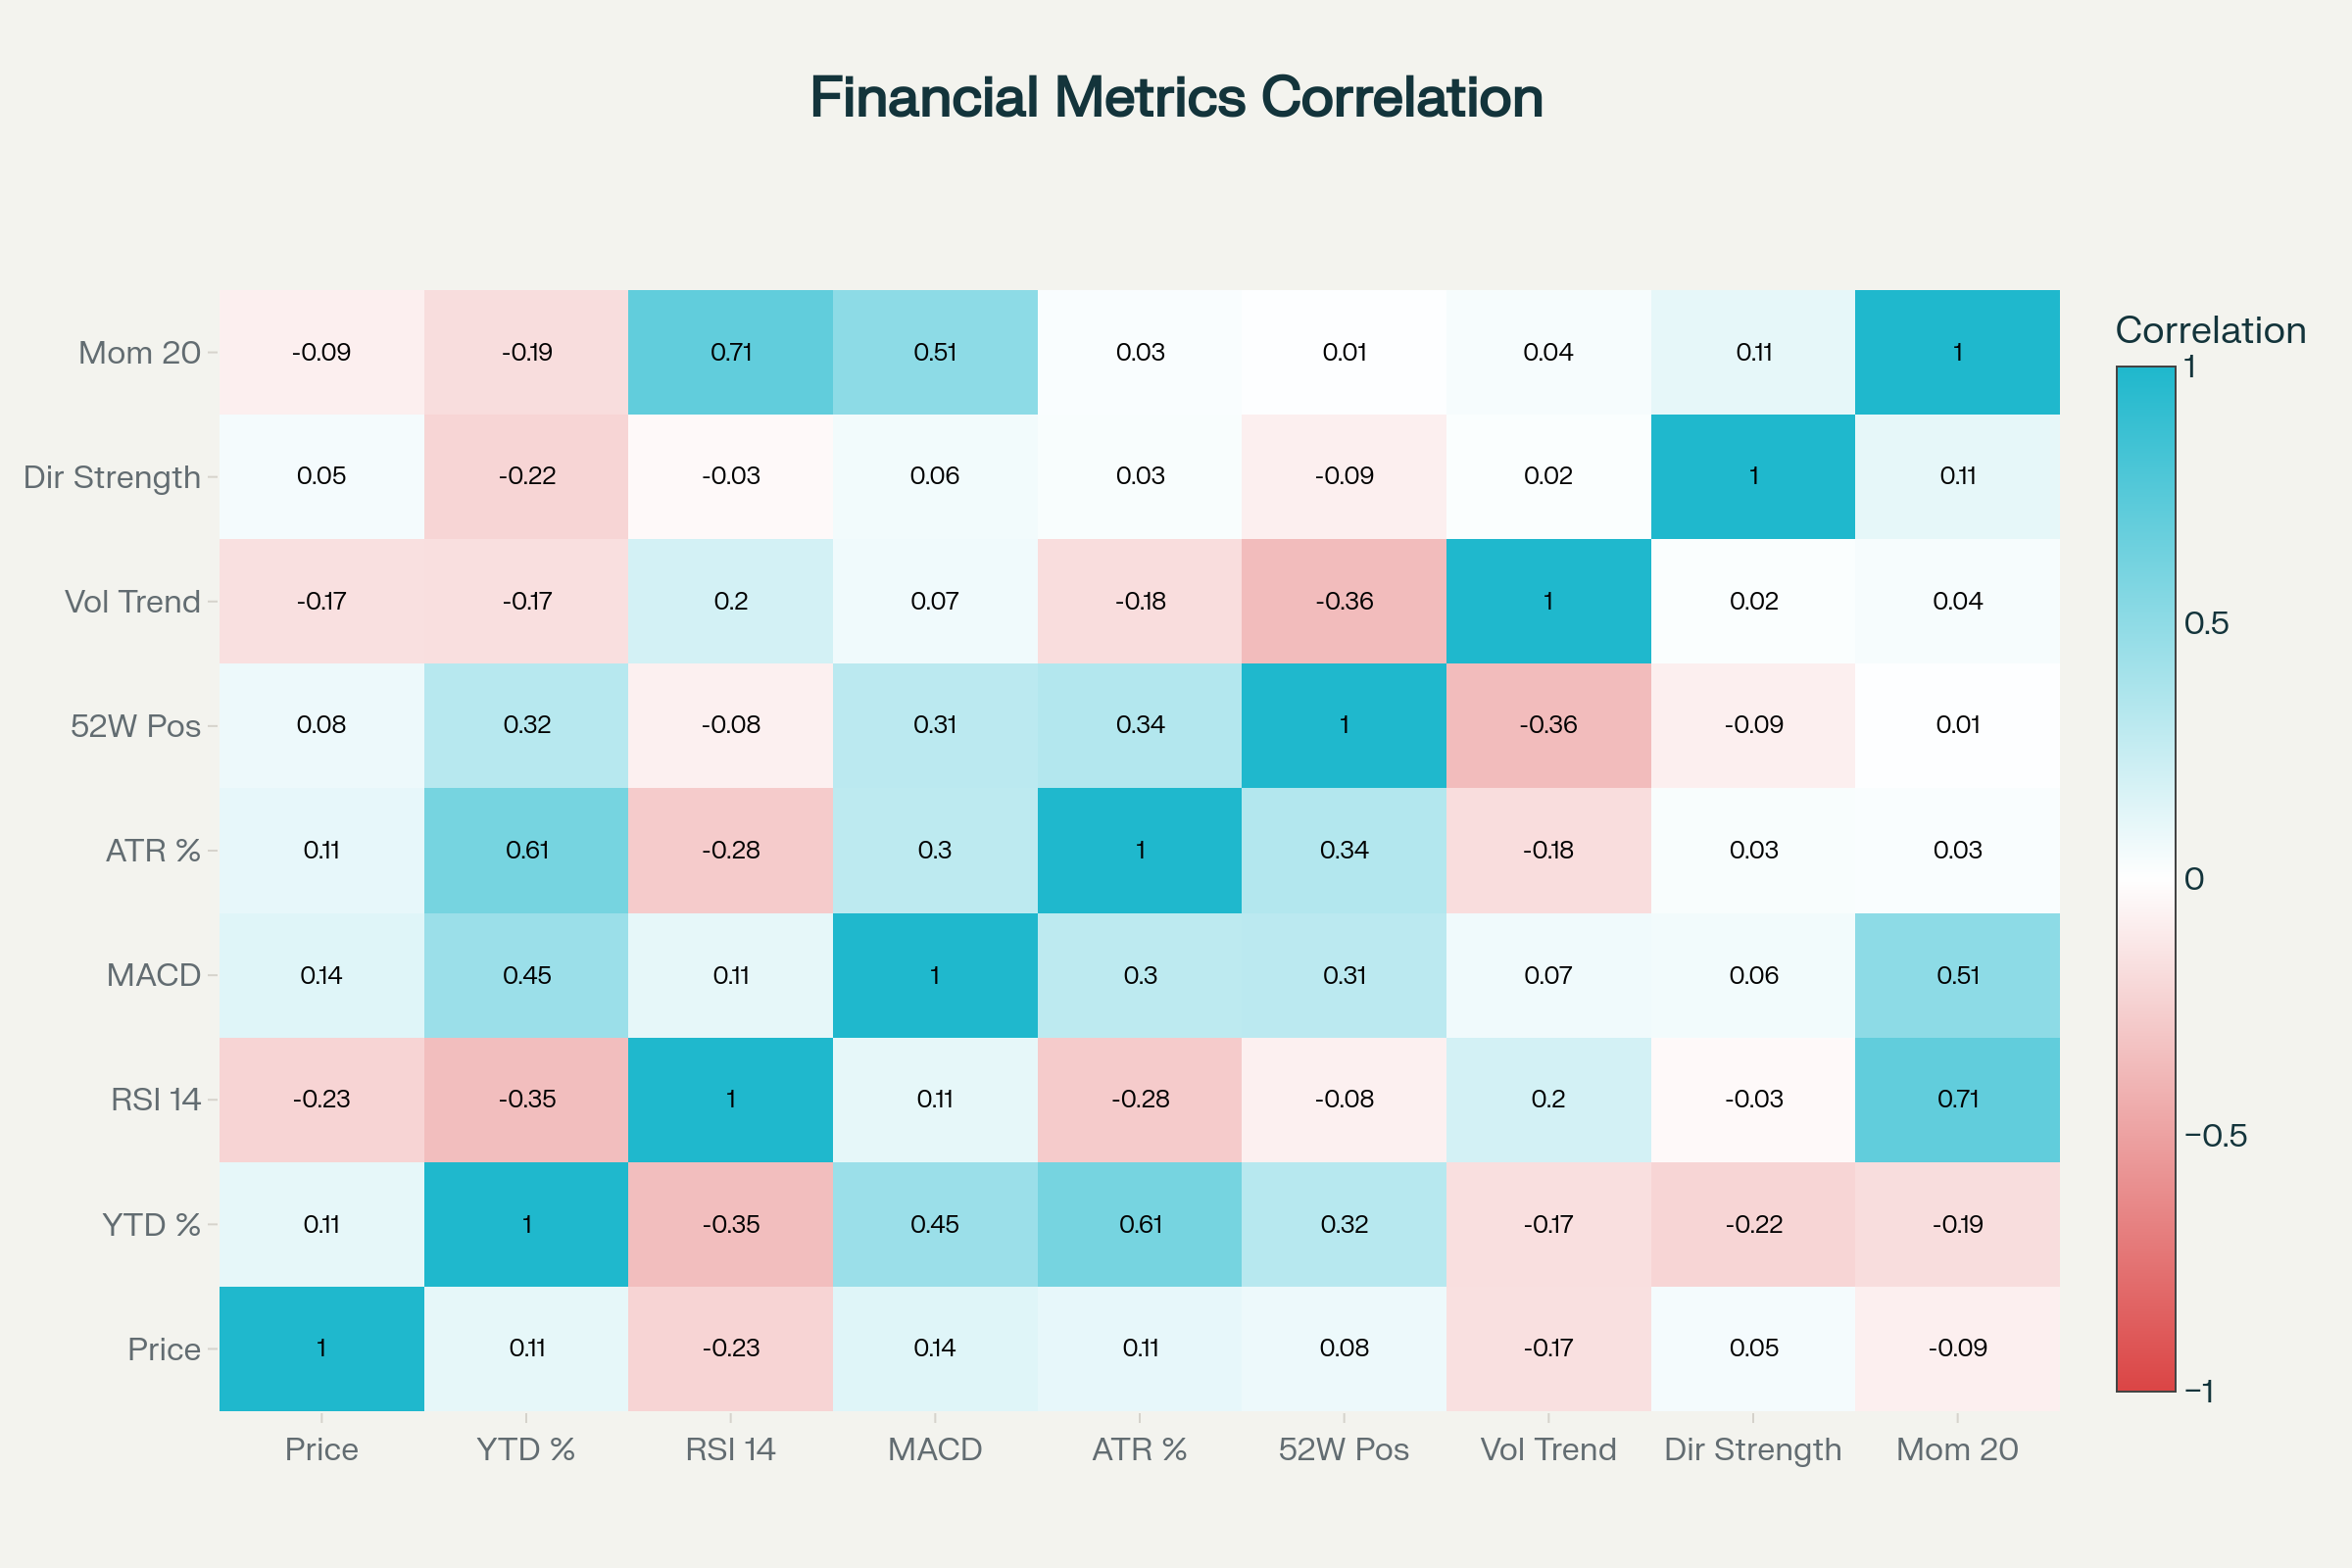 Financial Metrics Correlation
Correlation
Mom 20 -0.09 -0.19 0.71 0.51 0.03 0.01 0.04 0.11 1
Dir Strength 0.05 -0.22 -0.03 0.06 0.03 -0.09 0.02 1 0.11
Vol Trend -0.17 -0.17 0.2 0.07 -0.18 -0.36 1 0.02 0.04
52W Pos 0.08 0.32 -0.08 0.31 0.34 1 -0.36 -0.09 0.01
ATR % 0.11 0.61 -0.28 0.3 1 0.34 -0.18 0.03 0.03
MACD 0.14 0.45 0.11 1 0.3 0.31 0.07 0.06 0.51
RSI 14 -0.23 -0.35 1 0.11 -0.28 -0.08 0.2 -0.03 0.71
YTD % 0.11 1 -0.35 0.45 0.61 0.32 -0.17 -0.22 -0.19
Price 1 0.11 -0.23 0.14 0.11 0.08 -0.17 0.05 -0.09
Price YTD % RSI 14 MACD ATR % 52W Pos Vol Trend Dir Strength Mom 20
1
0.5
0
−0.5
−1